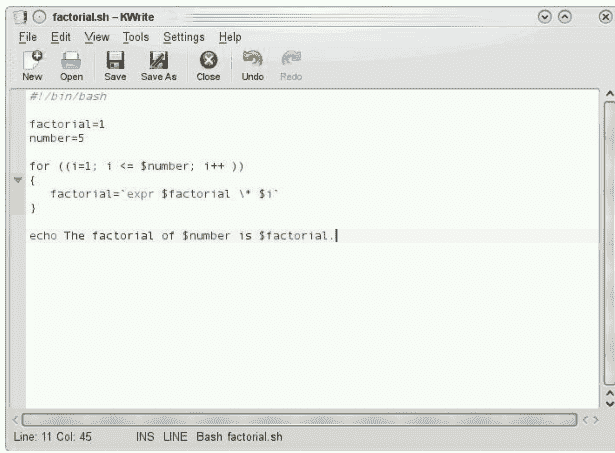 factorial.sh – KWrite
File Edit View Tools Settings Help
New Open Save Save As Close Undo Redo
#!/bin/bash
factorial=1
number=5
for ((i=1; i <= $number; i++ ))
{
factorial=`expr $factorial \* $i`
}
echo The factorial of $number is $factorial.
Line: 11 Col: 45 INS LINE Bash factorial.sh